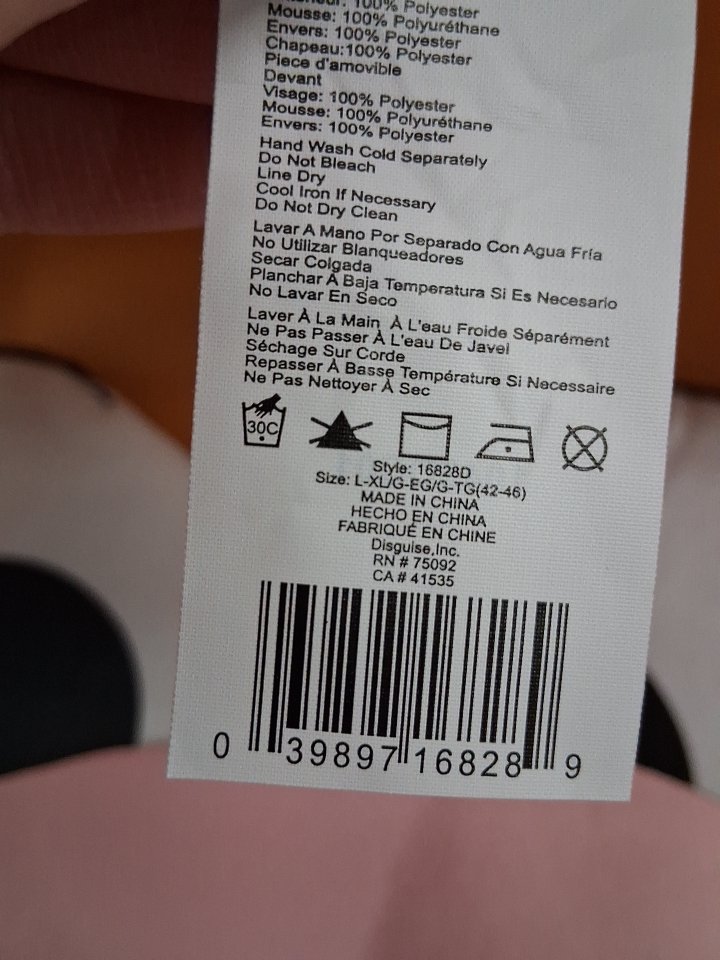 100% Polyester
Mousse: 100% Polyuréthane
Envers: 100% Polyester
Chapeau:100% Polyester
Piece d'amovible
Devant
Visage: 100% Polyester
Mousse: 100% Polyuréthane
Envers: 100% Polyester
Hand Wash Cold Separately
Do Not Bleach
Line Dry
Cool Iron If Necessary
Do Not Dry Clean
Lavar A Mano Por Separado Con Agua Fría
No Utilizar Blanqueadores
Secar Colgada
Planchar A Baja Temperatura Si Es Necesario
No Lavar En Seco
Laver À La Main À L'eau Froide Séparément
Ne Pas Passer À L'eau De Javel
Séchage Sur Corde
Repasser À Basse Température Si Necessaire
Ne Pas Nettoyer À Sec
30C
Style: 16828D
Size: L-XL/G-EG/G-TG(42-46)
MADE IN CHINA
HECHO EN CHINA
FABRIQUÉ EN CHINE
Disguise,Inc.
RN # 75092
CA # 41535
0 39897 16828 9